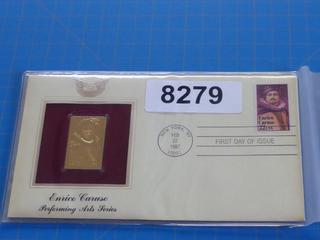 8279
Enrico
Caruso
NEW YORK, NY
FEB
27
1987
FIRST DAY OF ISSUE
Enrico Caruso
Performing Arts Series